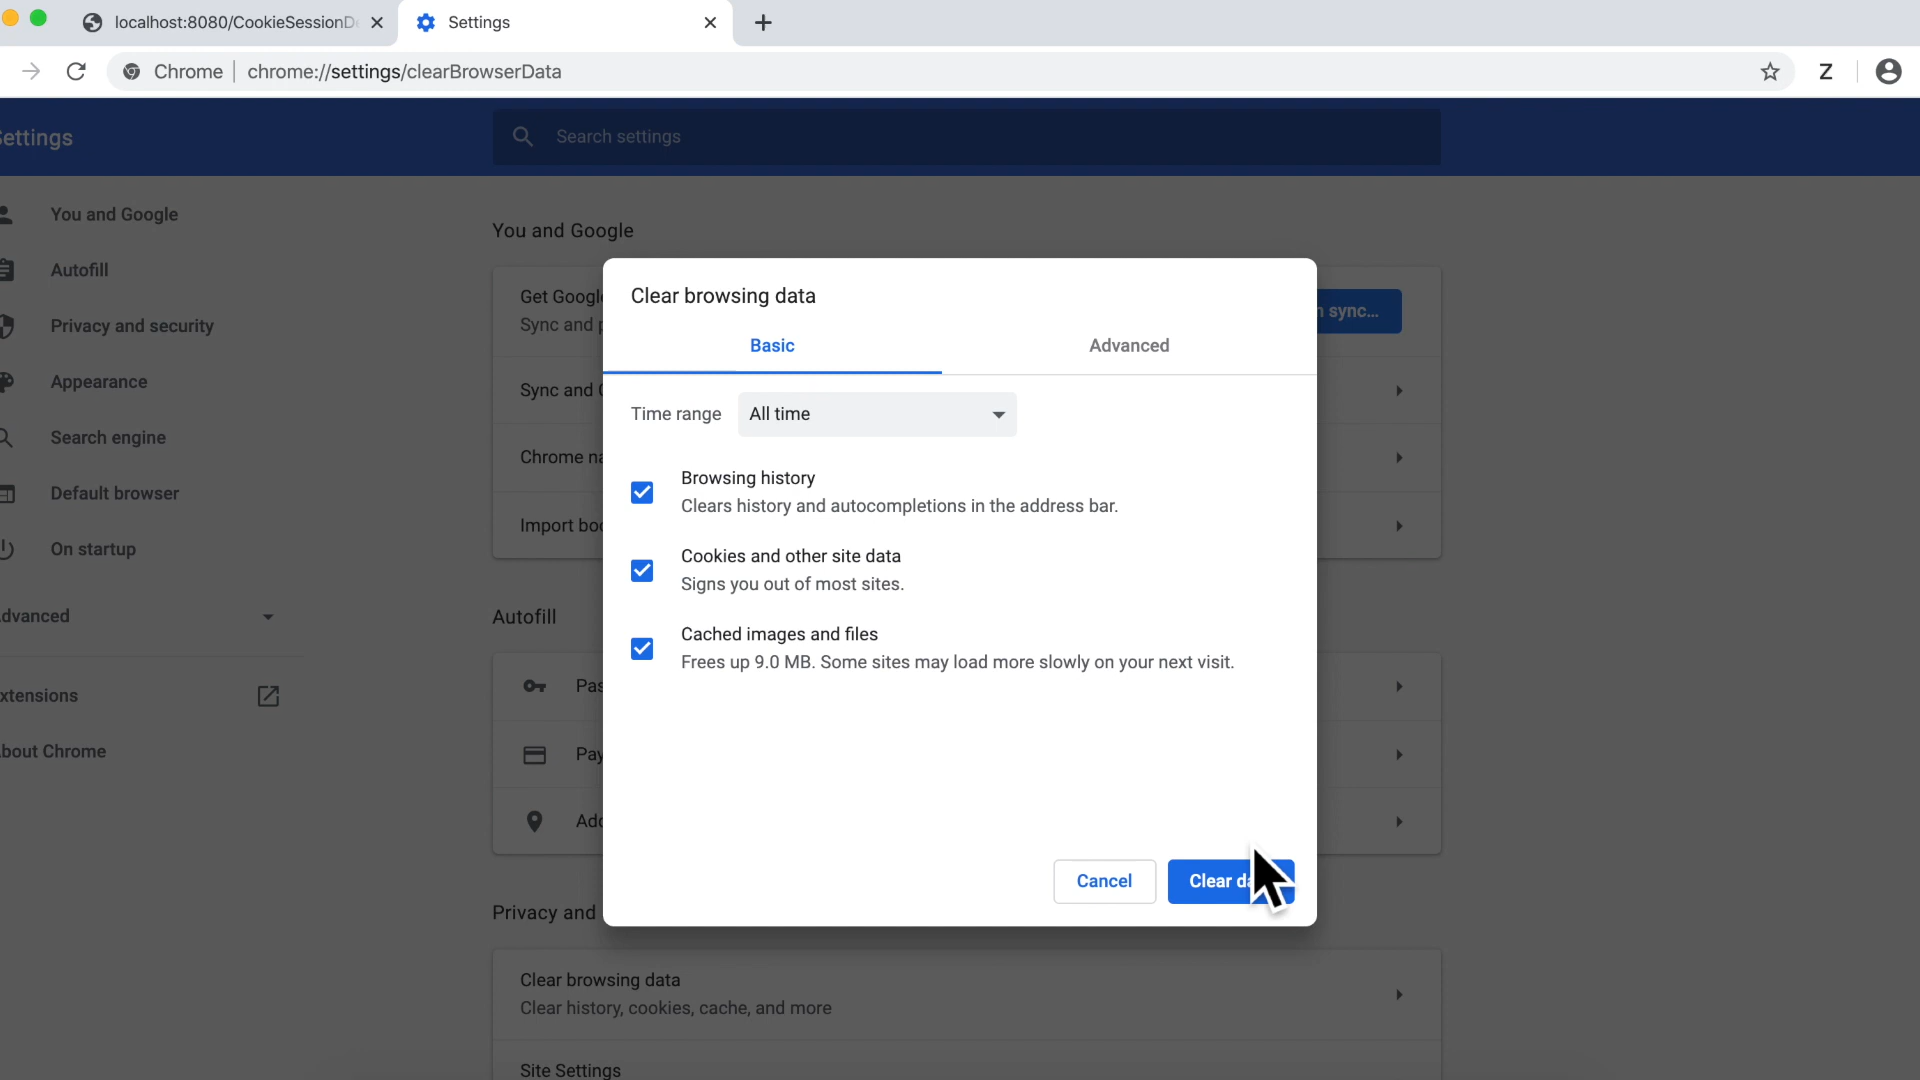 localhost:8080/CookieSessionD
Settings
Chrome
chrome://settings/clearBrowserData
Z
ettings
Search settings
You and Google
Autofill
Privacy and security
Appearance
Search engine
Default browser
On startup
dvanced
xtensions
bout Chrome
You and Google
Get Googl
Sync and
sync...
Sync and
Chrome na
Import boo
Autofill
Pas
Pay
Add
Privacy and
Clear browsing data
Clear history, cookies, cache, and more
Site Settings
Clear browsing data
Basic
Advanced
Time range
All time
Browsing history
Clears history and autocompletions in the address bar.
Cookies and other site data
Signs you out of most sites.
Cached images and files
Frees up 9.0 MB. Some sites may load more slowly on your next visit.
Cancel
Clear d